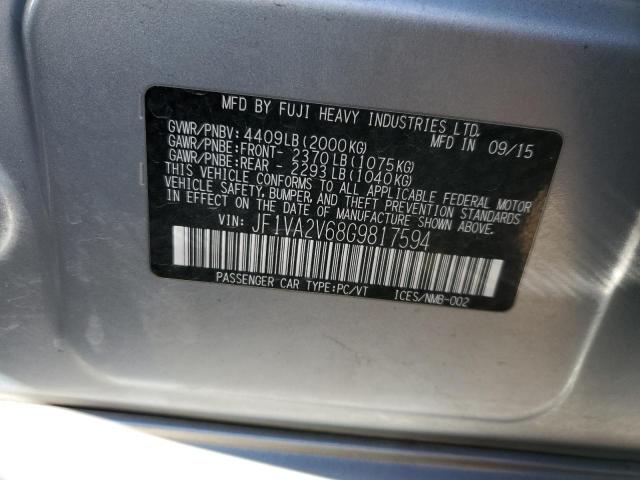 MFD BY FUJI HEAVY INDUSTRIES LTD.
GVWR/PNBV: 4409LB(2000KG) MFD IN 09/15
GAWR/PNBE:FRONT- 2370LB(1075KG)
GAWR/PNBE:REAR - 2293LB(1040KG)
THIS VEHICLE CONFORMS TO ALL APPLICABLE FEDERAL MOTOR
VEHICLE SAFETY, BUMPER, AND THEFT PREVENTION STANDARDS
IN EFFECT ON THE DATE OF MANUFACTURE SHOWN ABOVE.
VIN: JF1VA2V68G9817594
PASSENGER CAR TYPE:PC/VT ICES/NMB-002